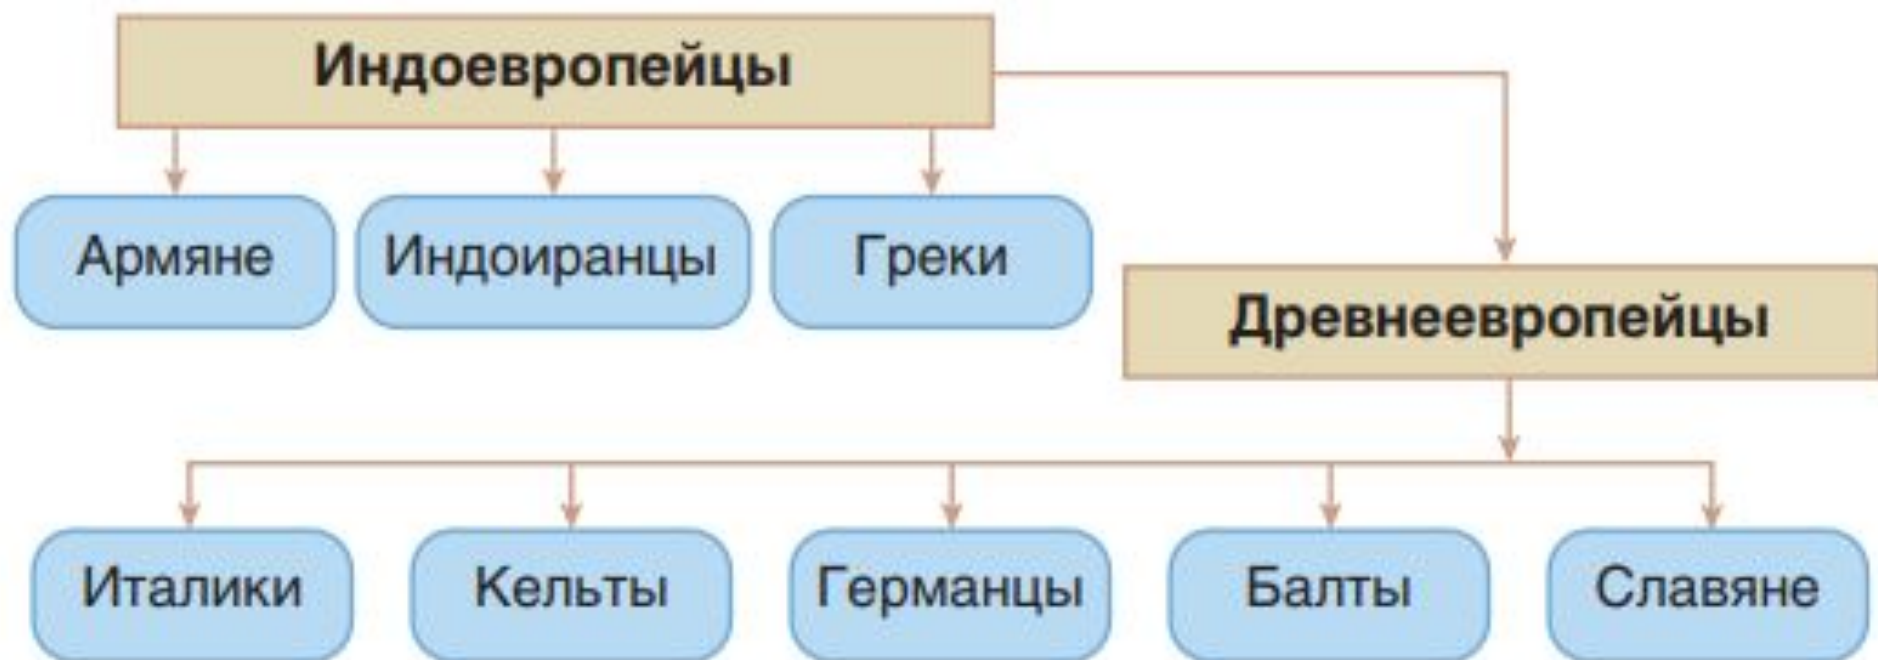 Индоевропейцы
Армяне
Индоиранцы
Греки
Древнеевропейцы
Италики
Кельты
Германцы
Балты
Славяне